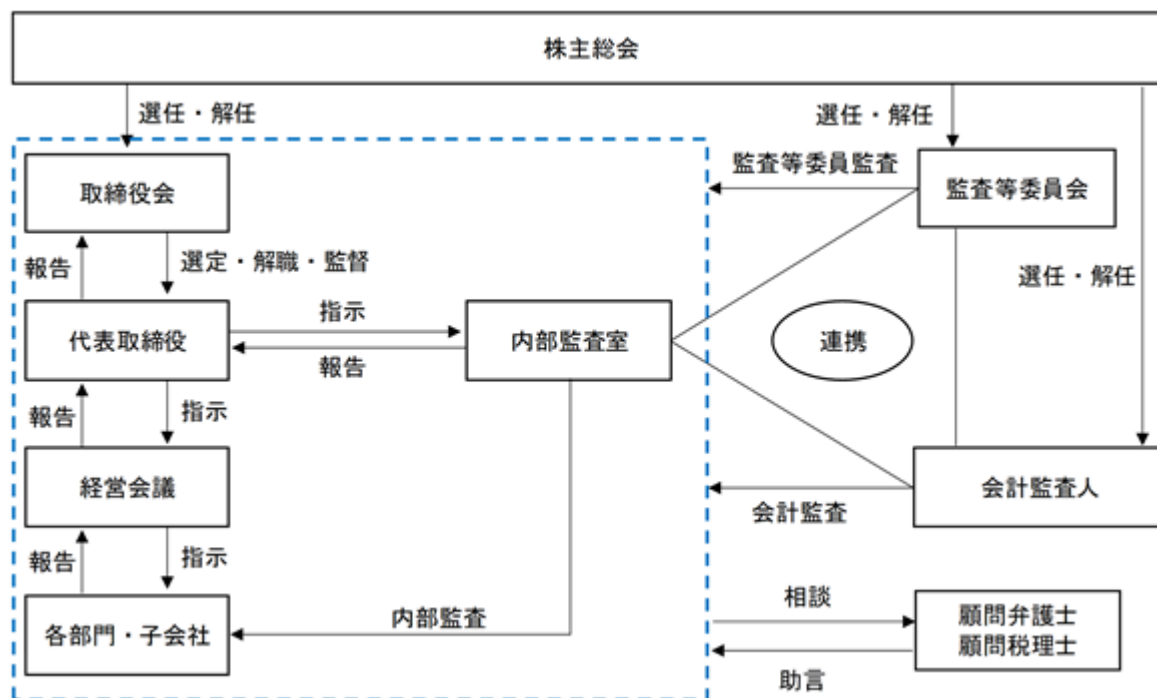 株主総会
選任・解任
選任・解任
監査等委員監査
取締役会
監査等委員会
報告
選定・解職・監督
選任・解任
指示
代表取締役
内部監査室
連携
報告
報告
指示
経営会議
会計監査人
会計監査
報告
指示
相談
内部監査
各部門・子会社
顧問弁護士
顧問税理士
助言